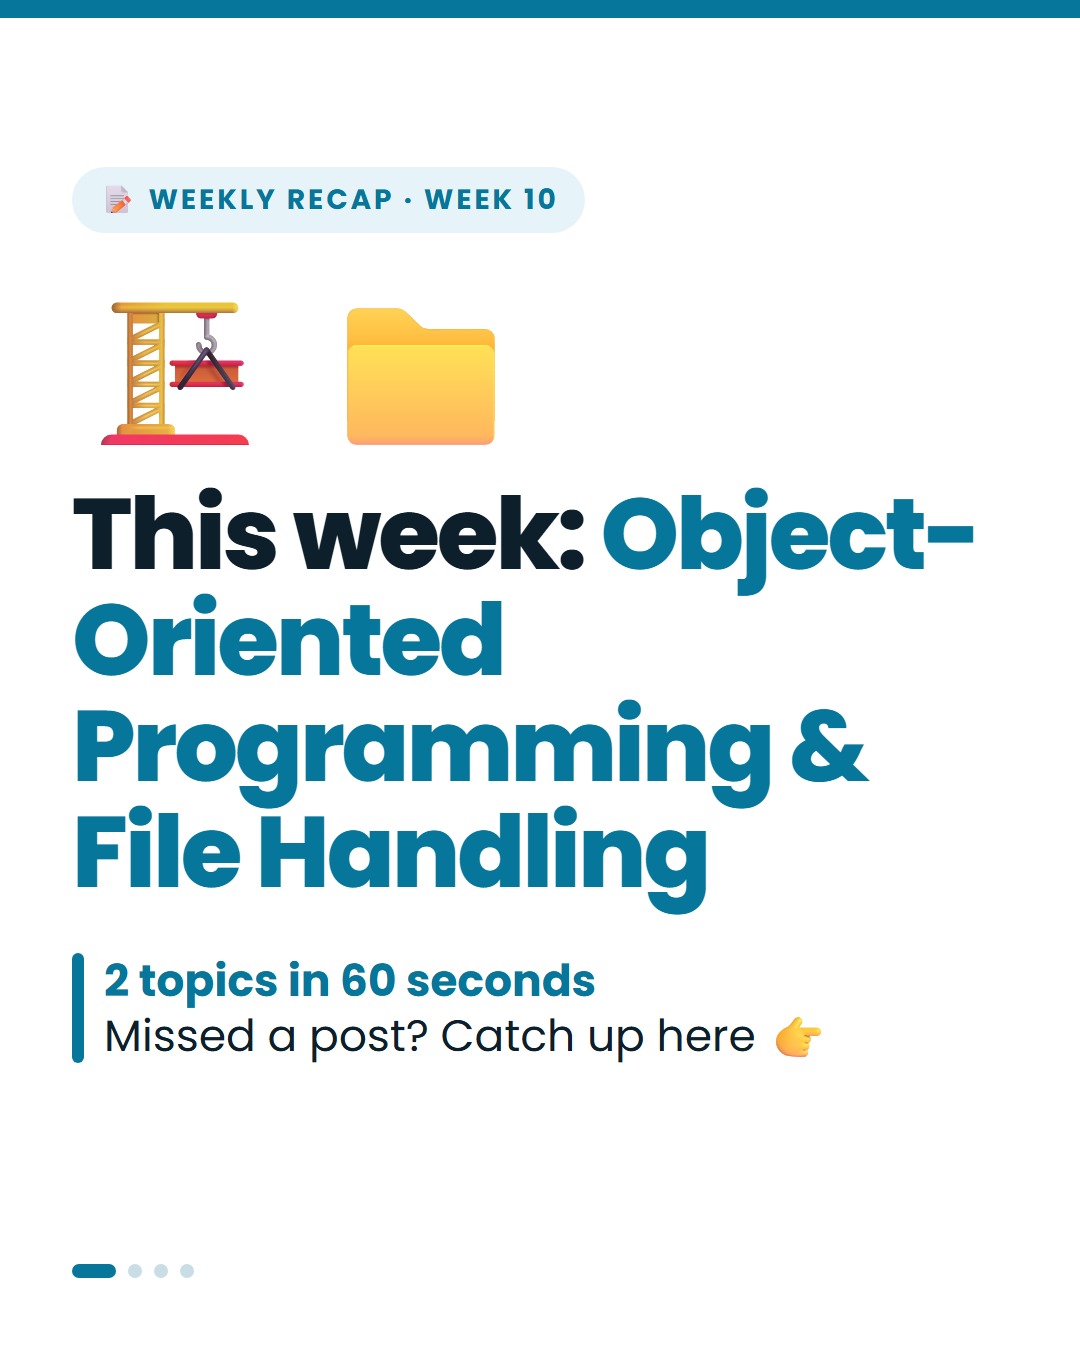 WEEKLY RECAP · WEEK 10
This week: Object-
Oriented
Programming &
File Handling
2 topics in 60 seconds
Missed a post? Catch up here 👉